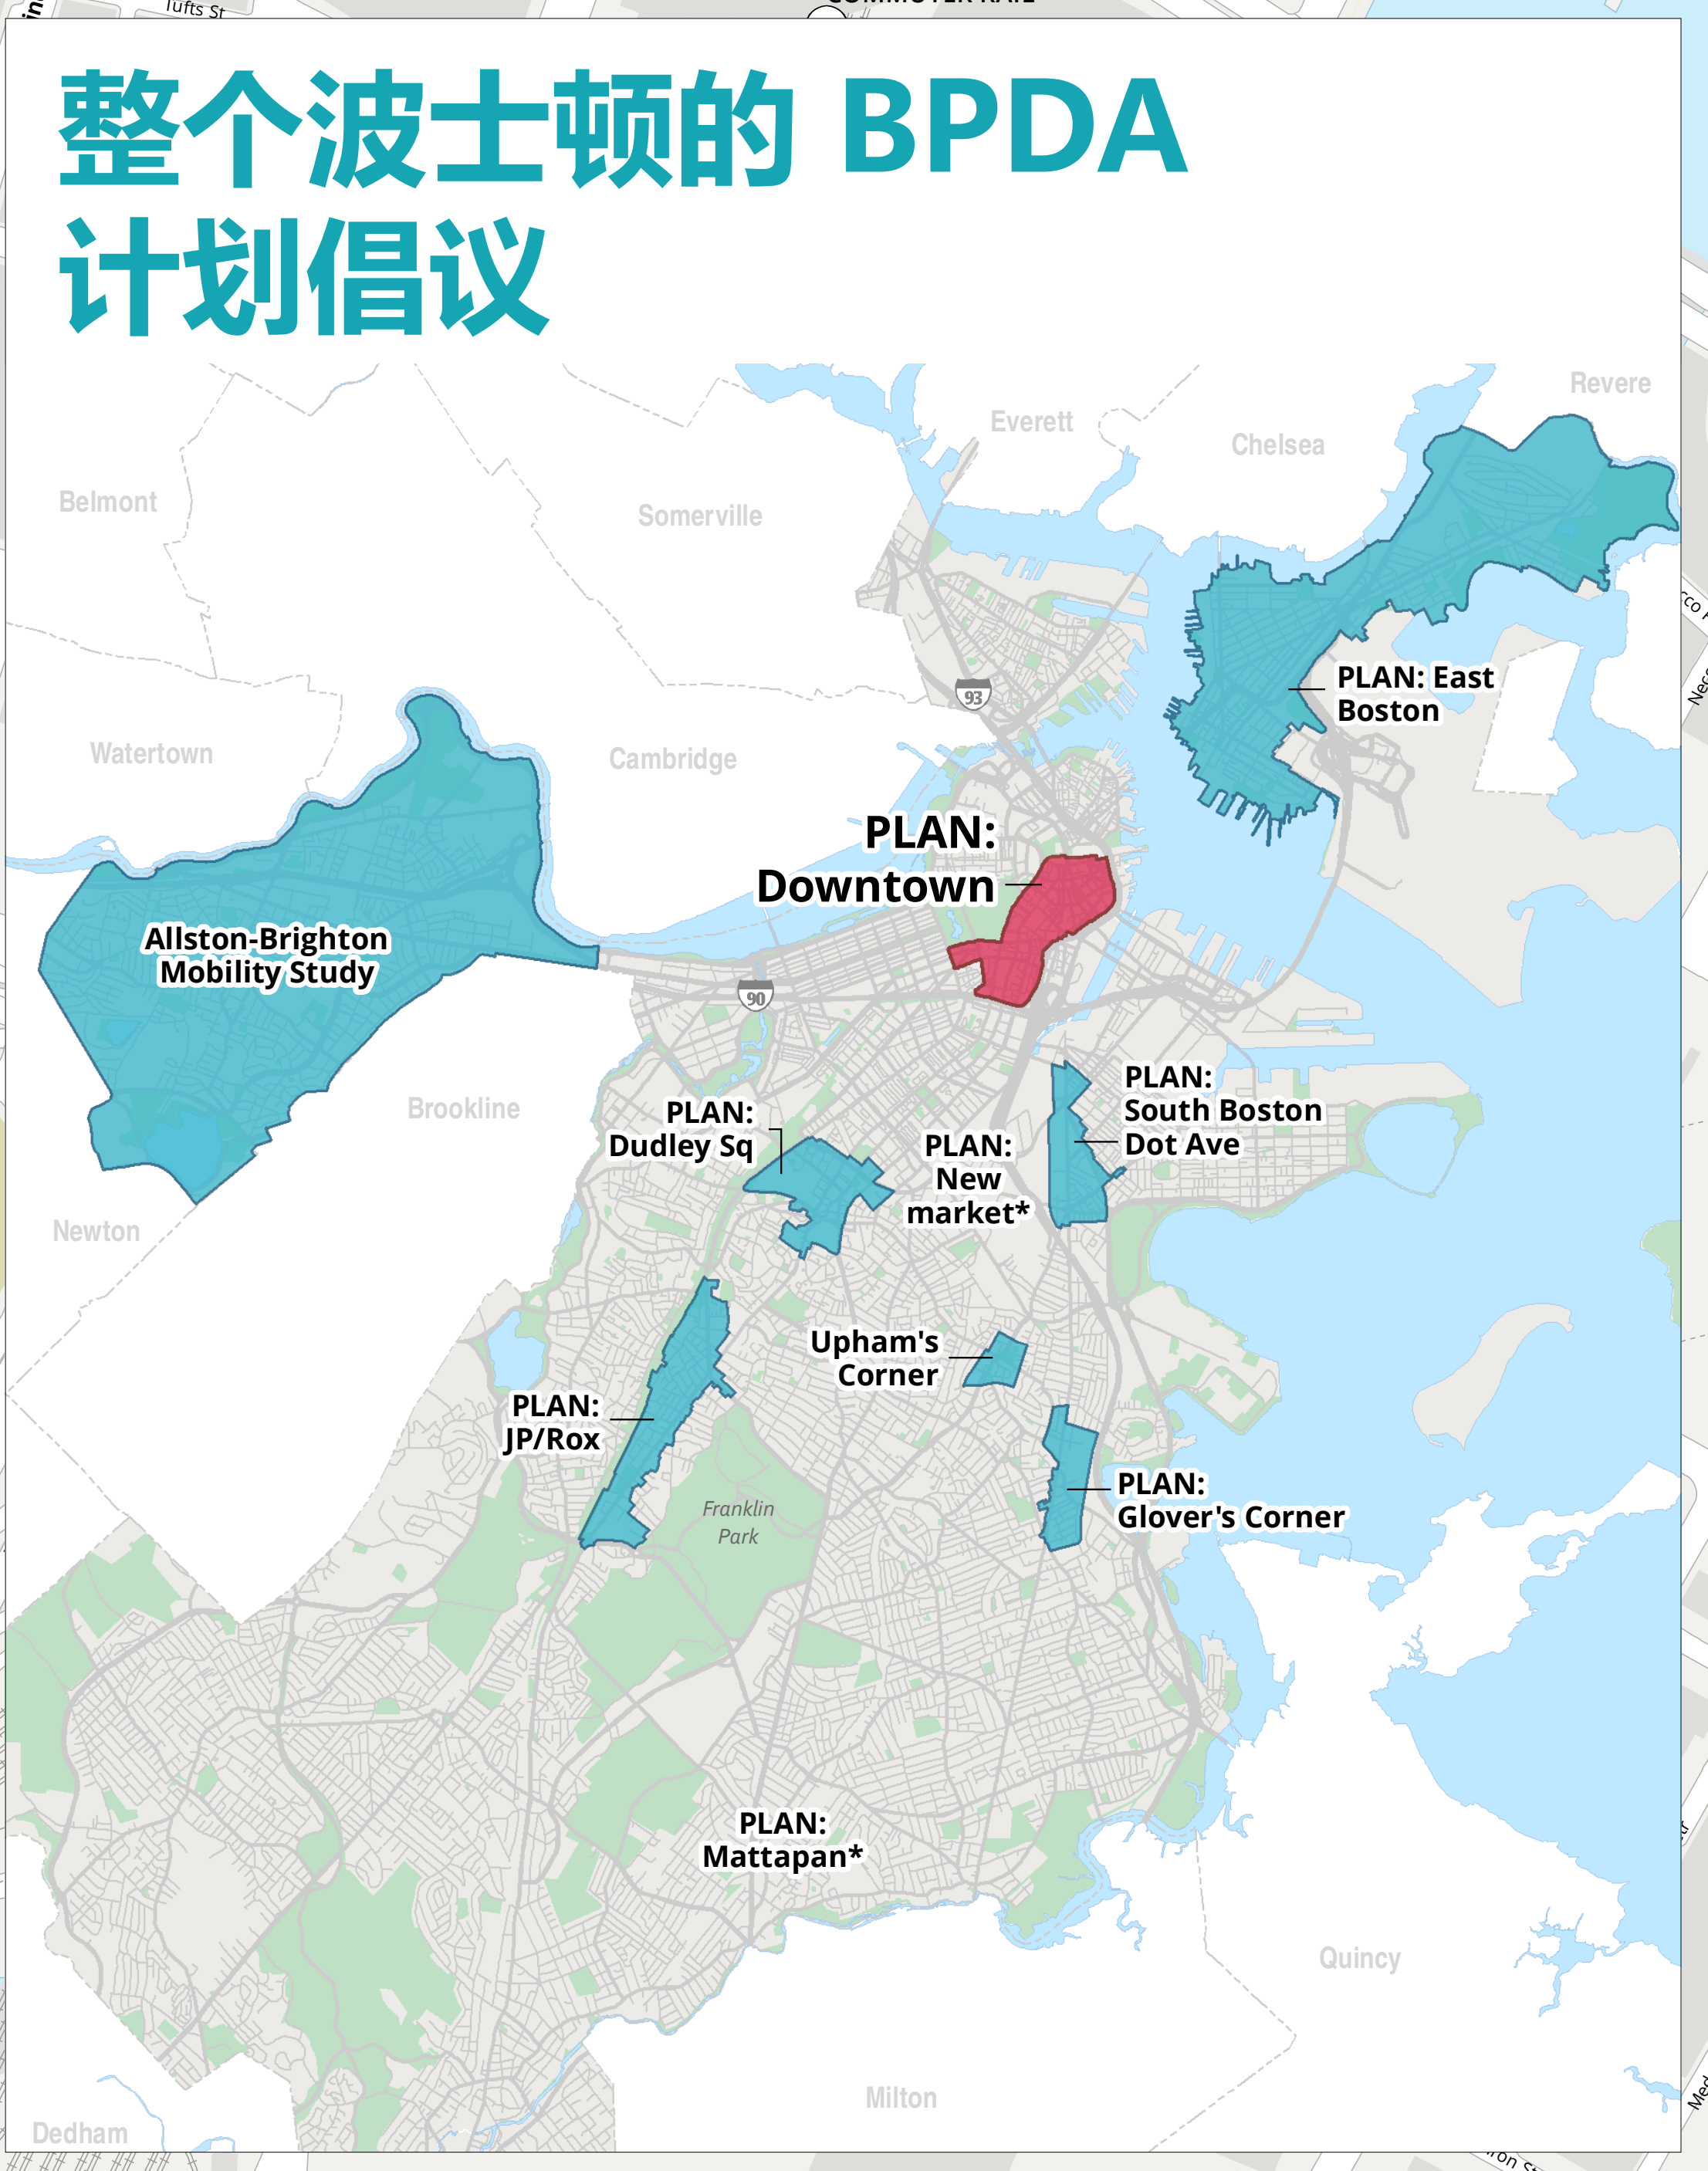 Tufts St
COMMUTER RAIL
整个波士顿的 BPDA
计划倡议
Revere
Everett
Chelsea
Belmont
Somerville
93
PLAN: East
Boston
Watertown
Cambridge
PLAN:
Downtown
Allston-Brighton
Mobility Study
90
PLAN:
South Boston
Dot Ave
Brookline
PLAN:
Dudley Sq
PLAN:
New
market*
Newton
Upham's
Corner
PLAN:
JP/Rox
Franklin
Park
PLAN:
Glover's Corner
PLAN:
Mattapan*
Quincy
Milton
Dedham